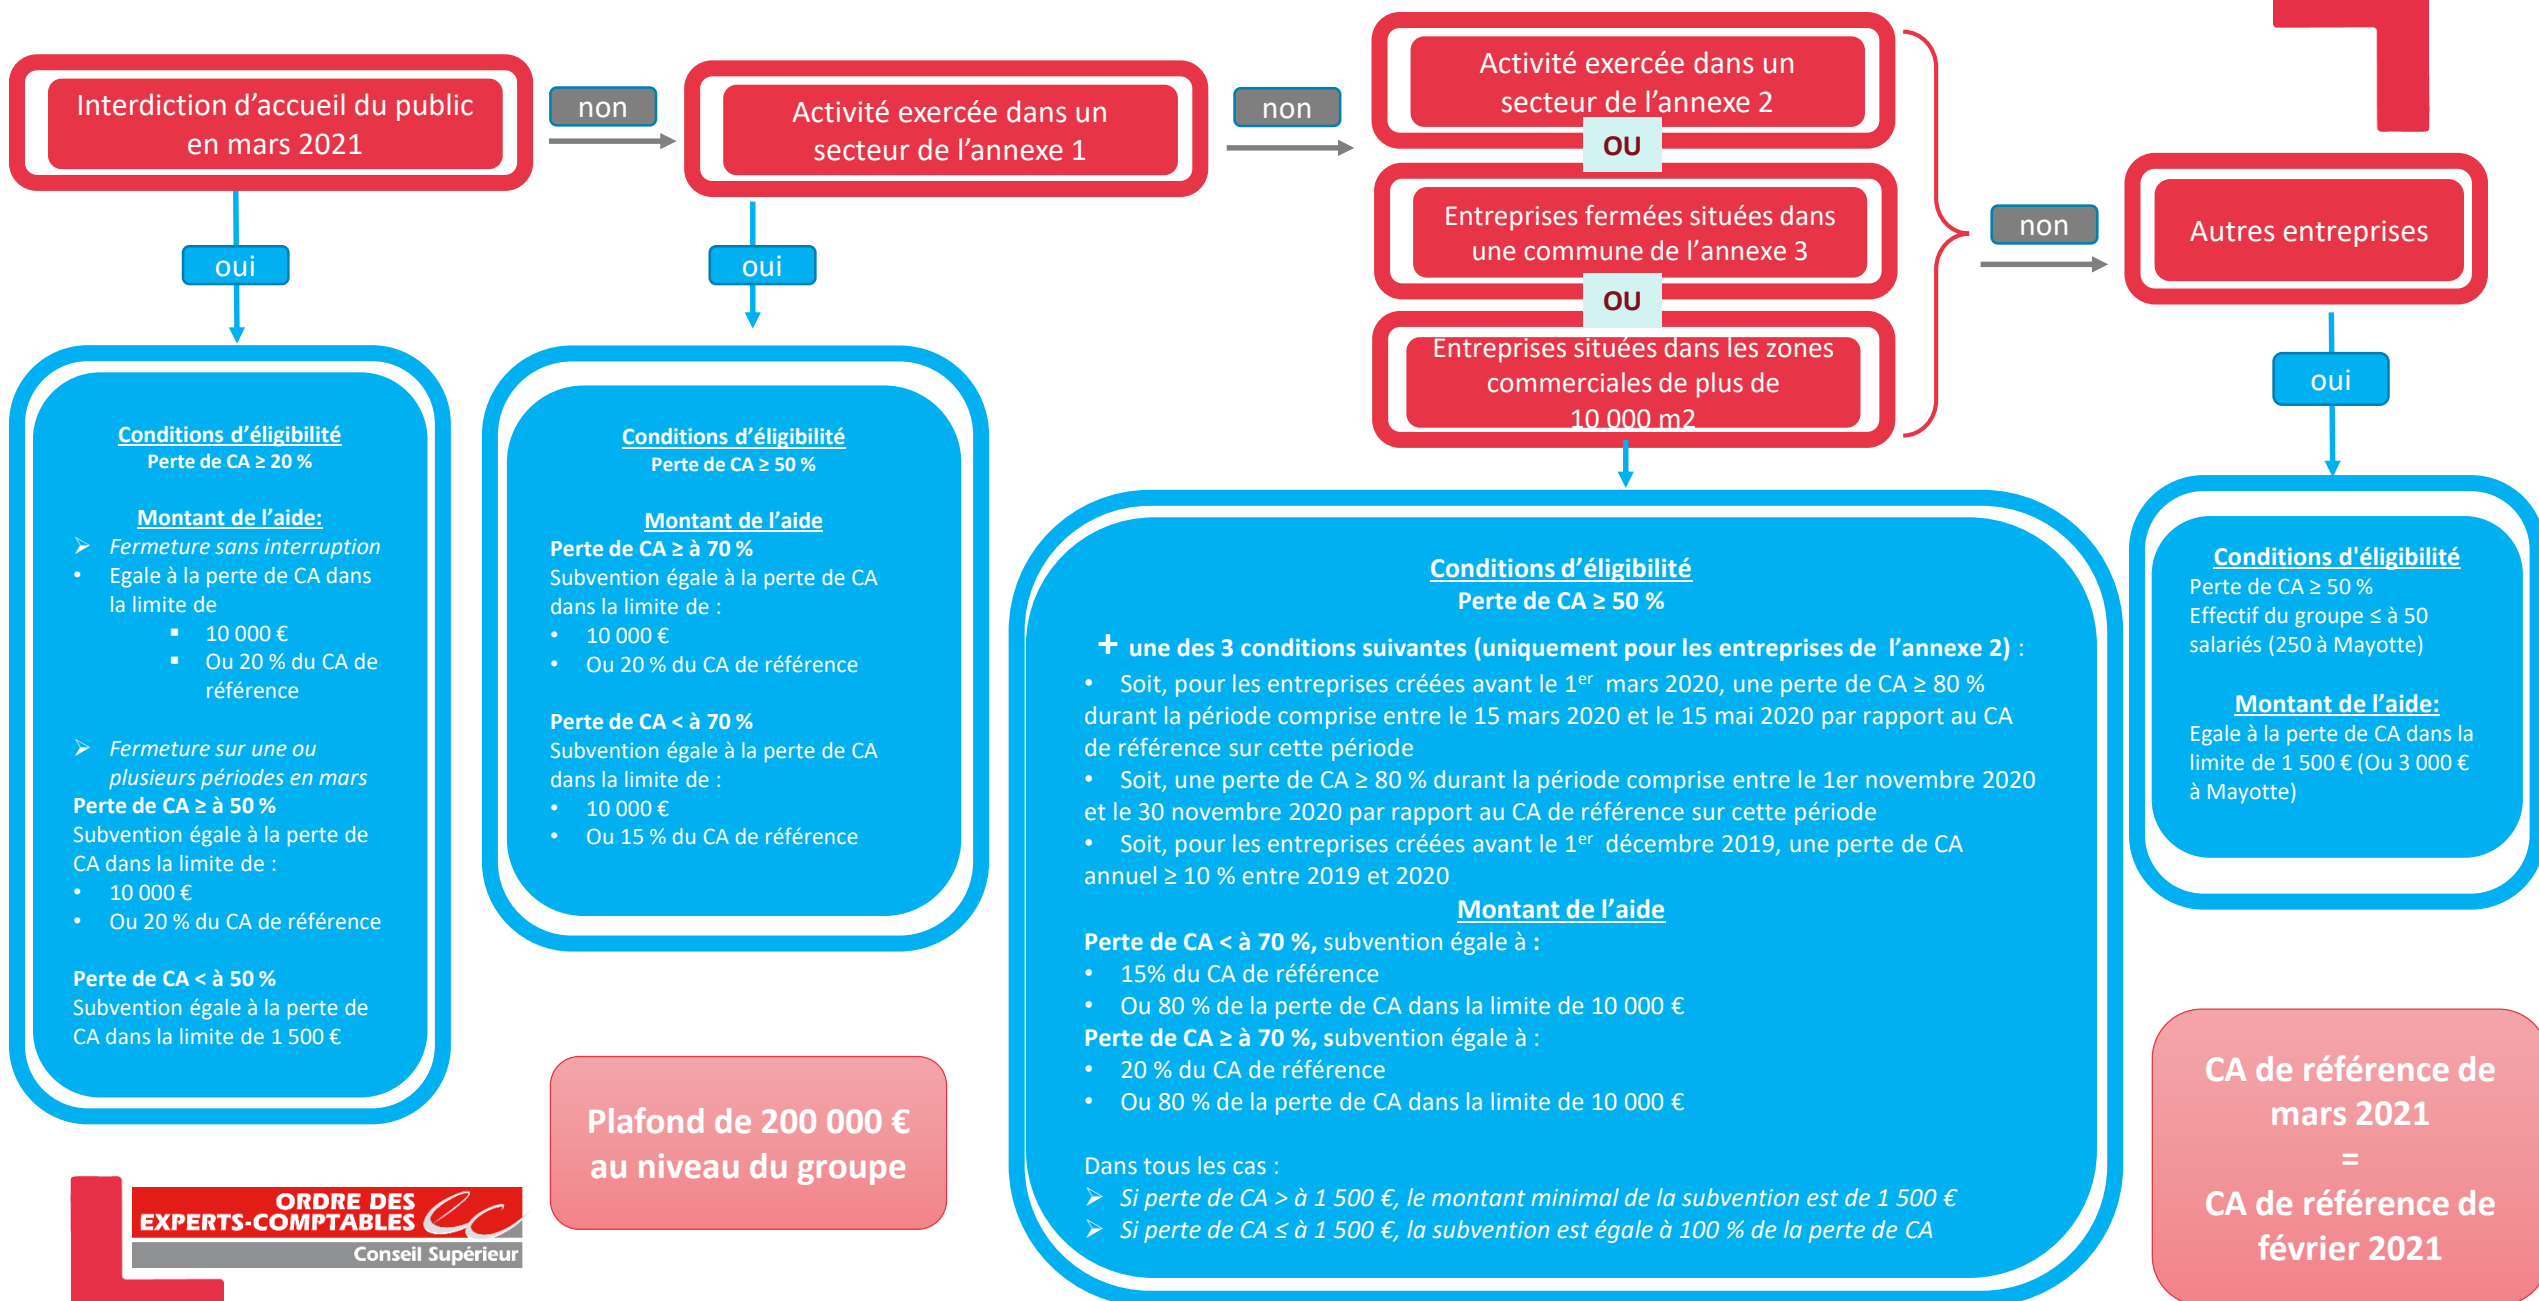 Interdiction d’accueil du public
en mars 2021
non
Activité exercée dans un
secteur de l’annexe 1
non
Activité exercée dans un
secteur de l’annexe 2
OU
Entreprises fermées situées dans
une commune de l’annexe 3
OU
Entreprises situées dans les zones
commerciales de plus de
10 000 m2
non
Autres entreprises
oui
oui
oui
Conditions d’éligibilité
Perte de CA ≥ 20 %
Montant de l’aide:
➢ Fermeture sans interruption
• Egale à la perte de CA dans
la limite de
▪ 10 000 €
▪ Ou 20 % du CA de
référence
➢ Fermeture sur une ou
plusieurs périodes en mars
Perte de CA ≥ à 50 %
Subvention égale à la perte de
CA dans la limite de :
• 10 000 €
• Ou 20 % du CA de référence
Perte de CA < à 50 %
Subvention égale à la perte de
CA dans la limite de 1 500 €
Conditions d’éligibilité
Perte de CA ≥ 50 %
Montant de l’aide
Perte de CA ≥ à 70 %
Subvention égale à la perte de CA
dans la limite de :
• 10 000 €
• Ou 20 % du CA de référence
Perte de CA < à 70 %
Subvention égale à la perte de CA
dans la limite de :
• 10 000 €
• Ou 15 % du CA de référence
Conditions d’éligibilité
Perte de CA ≥ 50 %
+ une des 3 conditions suivantes (uniquement pour les entreprises de l’annexe 2) :
• Soit, pour les entreprises créées avant le 1er mars 2020, une perte de CA ≥ 80 %
durant la période comprise entre le 15 mars 2020 et le 15 mai 2020 par rapport au CA
de référence sur cette période
• Soit, une perte de CA ≥ 80 % durant la période comprise entre le 1er novembre 2020
et le 30 novembre 2020 par rapport au CA de référence sur cette période
• Soit, pour les entreprises créées avant le 1er décembre 2019, une perte de CA
annuel ≥ 10 % entre 2019 et 2020
Montant de l’aide
Perte de CA < à 70 %, subvention égale à :
• 15% du CA de référence
• Ou 80 % de la perte de CA dans la limite de 10 000 €
Perte de CA ≥ à 70 %, subvention égale à :
• 20 % du CA de référence
• Ou 80 % de la perte de CA dans la limite de 10 000 €
Dans tous les cas :
➢ Si perte de CA > à 1 500 €, le montant minimal de la subvention est de 1 500 €
➢ Si perte de CA ≤ à 1 500 €, la subvention est égale à 100 % de la perte de CA
Conditions d'éligibilité
Perte de CA ≥ 50 %
Effectif du groupe ≤ à 50
salariés (250 à Mayotte)
Montant de l’aide:
Egale à la perte de CA dans la
limite de 1 500 € (Ou 3 000 €
à Mayotte)
Plafond de 200 000 €
au niveau du groupe
CA de référence de
mars 2021
=
CA de référence de
février 2021
ORDRE DES
EXPERTS-COMPTABLES
Conseil Supérieur